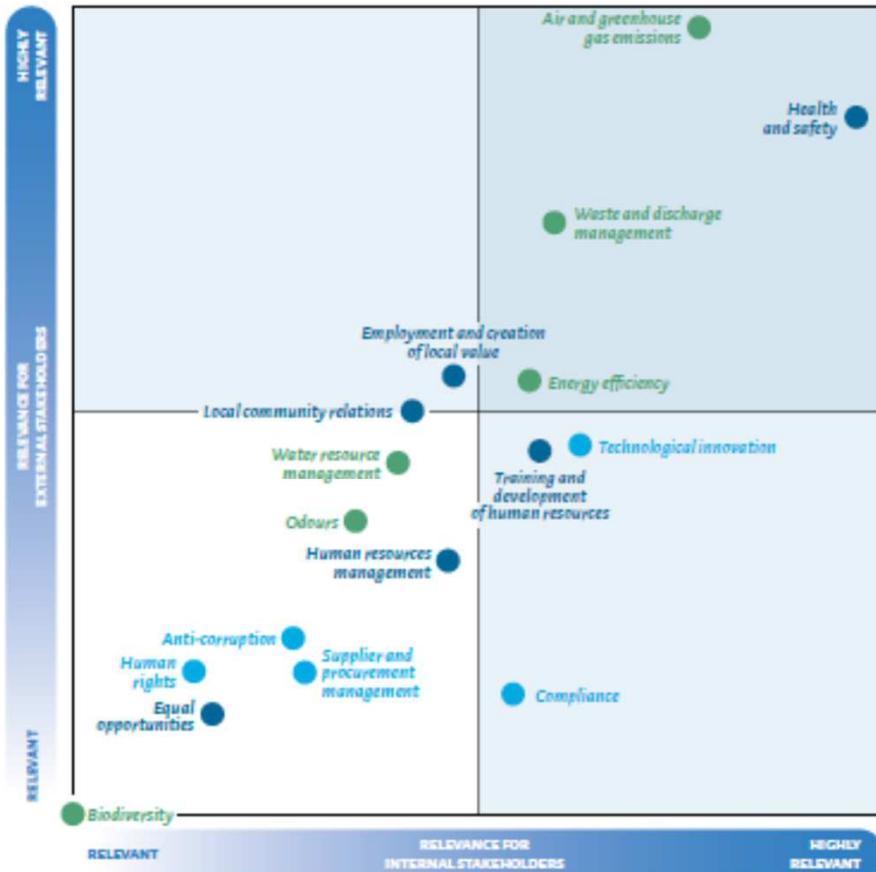 HIGHLY
RELEVANT
RELEVANCE FOR
EXTERNAL STAKEHOLDERS
RELEVANT
Air and greenhouse
gas emissions
Health
and safety
Waste and discharge
management
Employment and creation
of local value
Energy efficiency
Local community relations
Water resource
management
Technological innovation
Training and
development
of human resources
Odours
Human resources
management
Anti-corruption
Human
rights
Supplier and
procurement
management
Equal
opportunities
Compliance
Biodiversity
RELEVANT
RELEVANCE FOR
INTERNAL STAKEHOLDERS
HIGHLY
RELEVANT